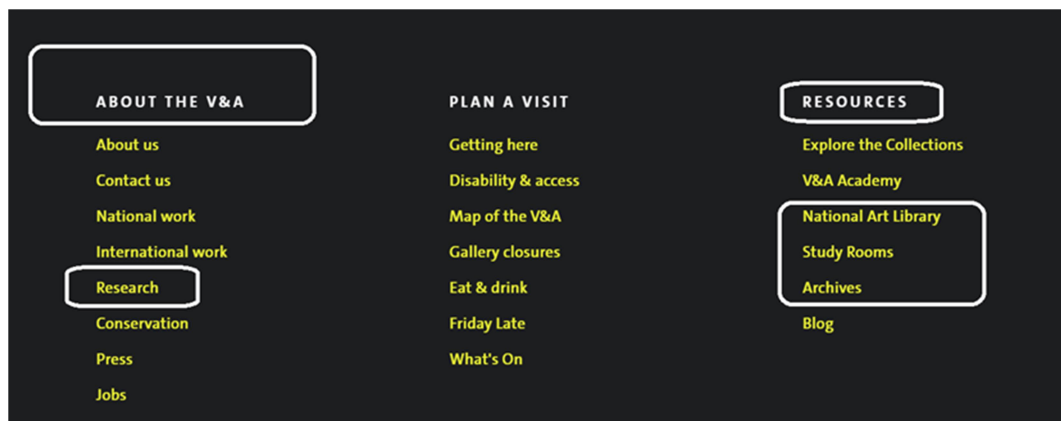 ABOUT THE V&A
About us
Contact us
National work
International work
Research
Conservation
Press
Jobs
PLAN A VISIT
Getting here
Disability & access
Map of the V&A
Gallery closures
Eat & drink
Friday Late
What's On
RESOURCES
Explore the Collections
V&A Academy
National Art Library
Study Rooms
Archives
Blog